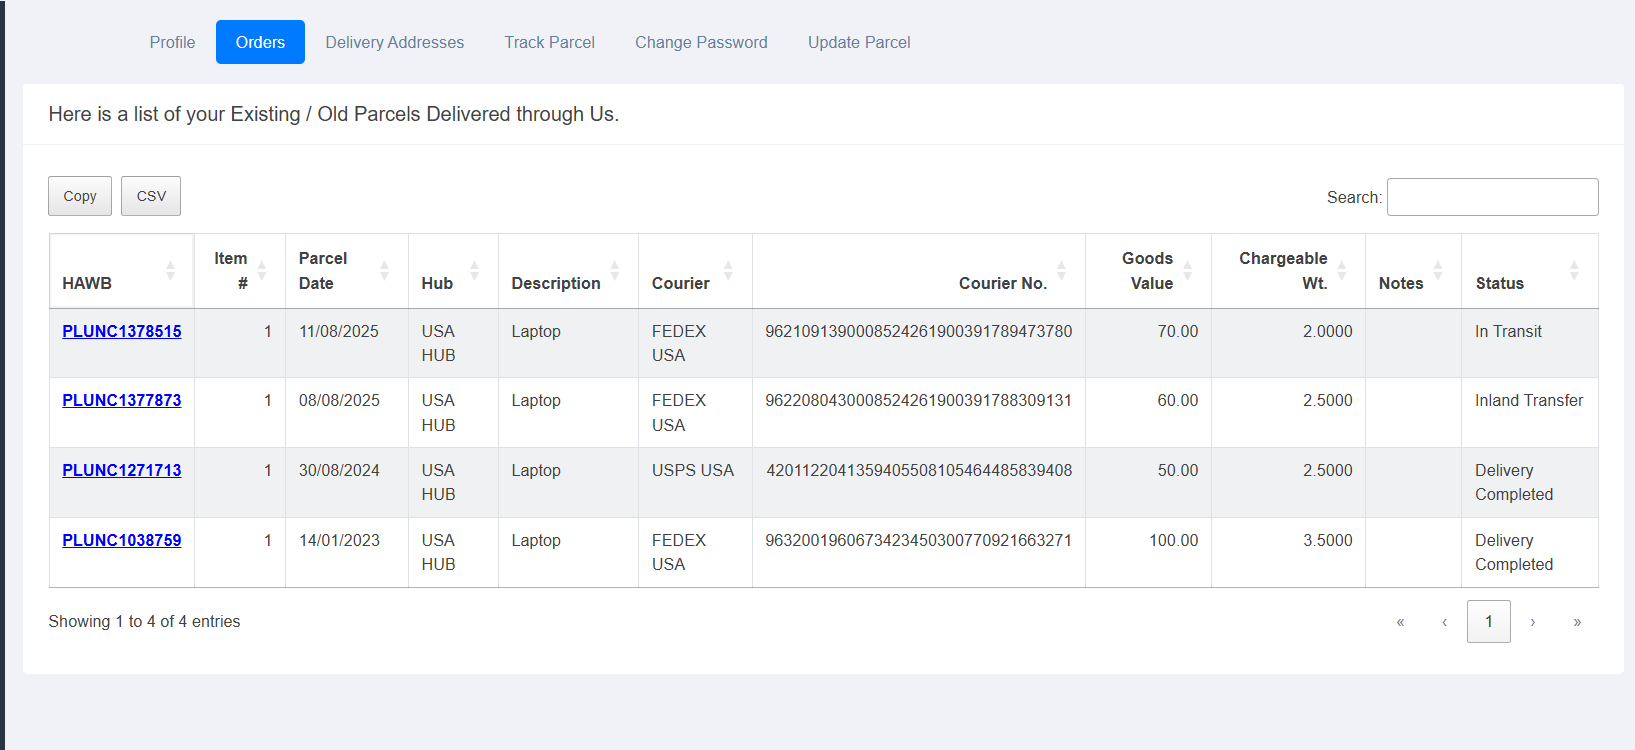 Profile Orders Delivery Addresses Track Parcel Change Password Update Parcel
Here is a list of your Existing / Old Parcels Delivered through Us.
Copy CSV Search:
HAWB Item # Parcel Date Hub Description Courier Courier No. Goods Value Chargeable Wt. Notes Status
PLUNC1378515 1 11/08/2025 USA HUB Laptop FEDEX USA 9621091390008524261900391789473780 70.00 2.0000 In Transit
PLUNC1377873 1 08/08/2025 USA HUB Laptop FEDEX USA 9622080430008524261900391788309131 60.00 2.5000 Inland Transfer
PLUNC1271713 1 30/08/2024 USA HUB Laptop USPS USA 4201122041359405508105464485839408 50.00 2.5000 Delivery Completed
PLUNC1038759 1 14/01/2023 USA HUB Laptop FEDEX USA 9632001960673423450300770921663271 100.00 3.5000 Delivery Completed
Showing 1 to 4 of 4 entries « ‹ 1 › »